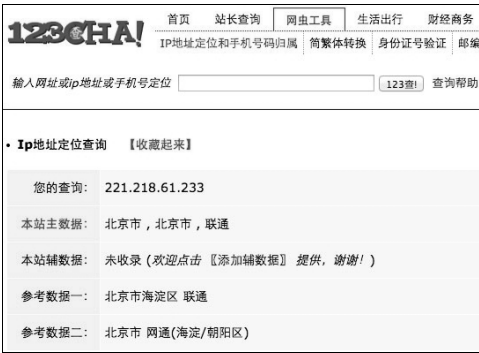 123CHA!
首页 站长查询 网虫工具 生活出行 财经商务
IP地址定位和手机号码归属 简繁体转换 身份证号验证 邮编
输入网址或ip地址或手机号定位 123查! 查询帮助
• Ip地址定位查询 【收藏起来】
您的查询: 221.218.61.233
本站主数据: 北京市 , 北京市 , 联通
本站辅数据: 未收录 (欢迎点击 〖添加辅数据〗 提供, 谢谢! )
参考数据一: 北京市海淀区 联通
参考数据二: 北京市 网通(海淀/朝阳区)